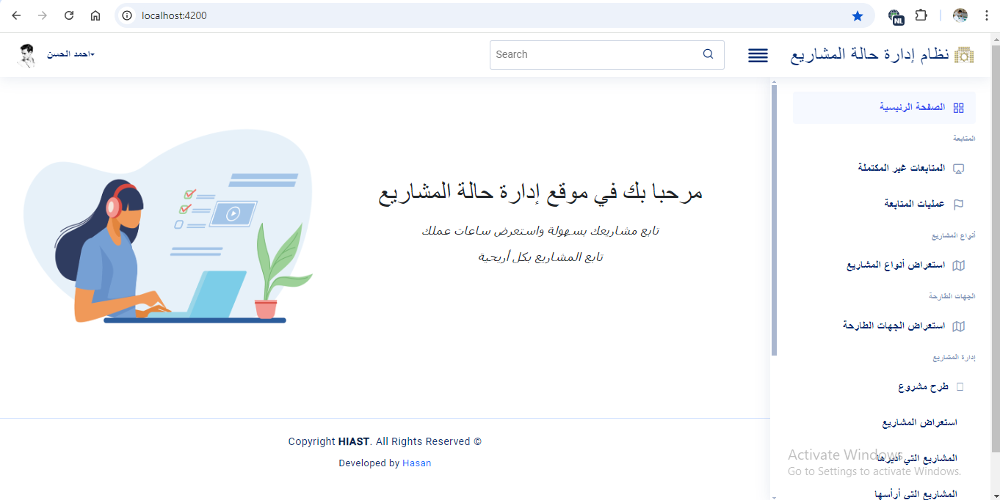 localhost:4200
NL
نظام إدارة حالة المشاريع
Search
احمد الحسن
الصفحة الرئيسية
المتابعة
المتابعات غير المكتملة
عمليات المتابعة
أنواع المشاريع
استعراض أنواع المشاريع
الجهات الطارحة
استعراض الجهات الطارحة
إدارة المشاريع
طرح مشروع
استعراض المشاريع
المشاريع التي أديرها
المشاريع التي أرأسها
مرحبا بك في موقع إدارة حالة المشاريع
تابع مشاريعك بسهولة واستعرض ساعات عملك
تابع المشاريع بكل أريحية
Copyright HIAST. All Rights Reserved ©
Developed by Hasan
Activate Windows
Go to Settings to activate Windows.